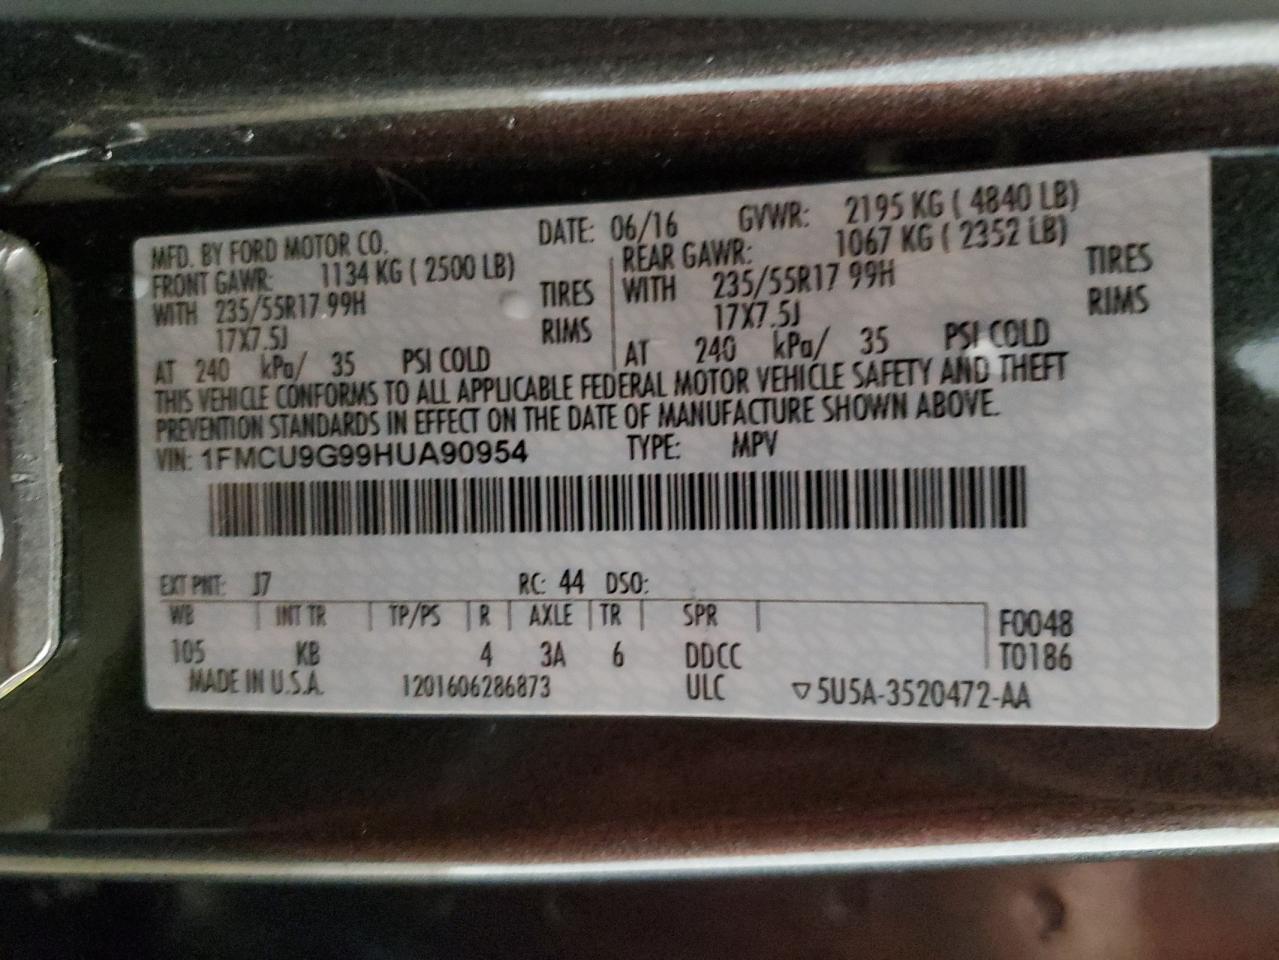 MFD. BY FORD MOTOR CO. DATE: 06/16 GVWR: 2195 KG ( 4840 LB)
FRONT GAWR: 1134 KG ( 2500 LB) REAR GAWR: 1067 KG ( 2352 LB)
WITH 235/55R17 99H TIRES WITH 235/55R17 99H TIRES
17X7.5J RIMS 17X7.5J RIMS
AT 240 kPa/ 35 PSI COLD AT 240 kPa/ 35 PSI COLD
THIS VEHICLE CONFORMS TO ALL APPLICABLE FEDERAL MOTOR VEHICLE SAFETY AND THEFT
PREVENTION STANDARDS IN EFFECT ON THE DATE OF MANUFACTURE SHOWN ABOVE.
VIN: 1FMCU9G99HUA90954 TYPE: MPV
EXT PNT: J7 RC: 44 DSO:
WB INT TR TP/PS R AXLE TR SPR F0048
105 KB 4 3A 6 DDCC T0186
MADE IN U.S.A. 1201606286873 ULC ▽5U5A-3520472-AA